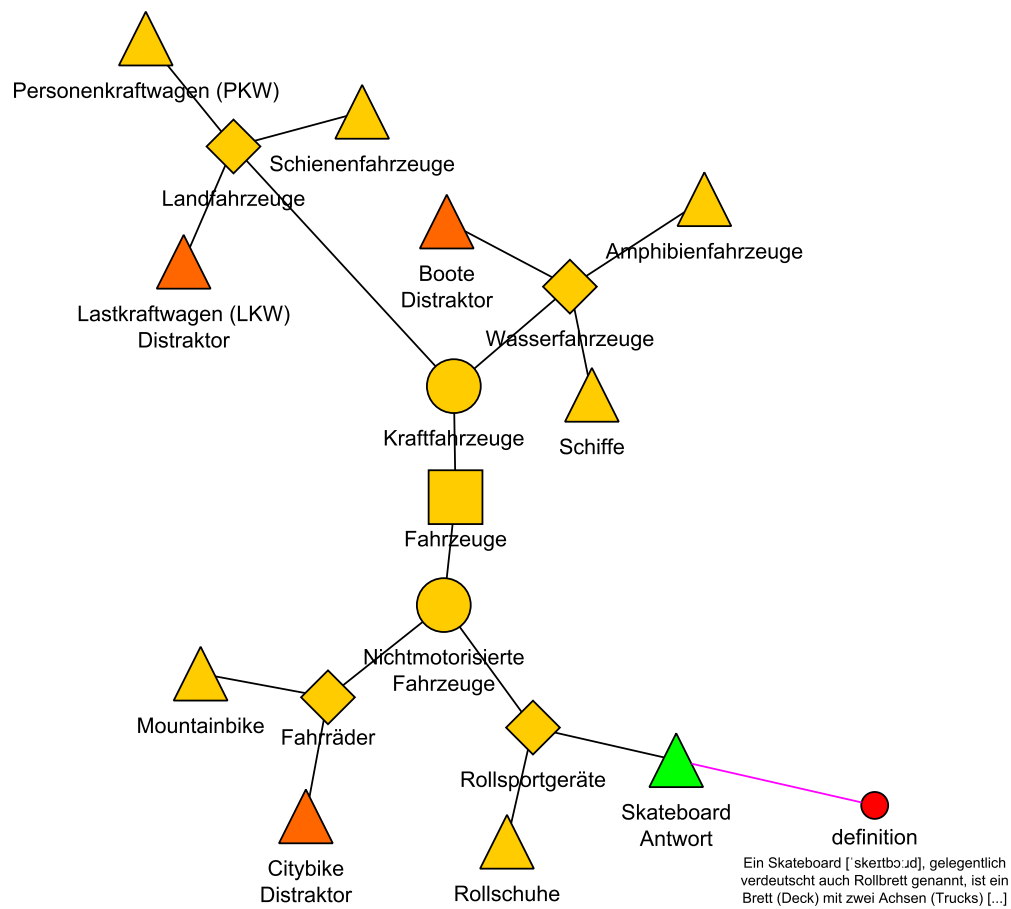 Personenkraftwagen (PKW)
Schienenfahrzeuge
Landfahrzeuge
Amphibienfahrzeuge
Boote
Distraktor
Lastkraftwagen (LKW)
Distraktor
Wasserfahrzeuge
Kraftfahrzeuge
Schiffe
Fahrzeuge
Nichtmotorisierte
Fahrzeuge
Mountainbike
Fahrräder
Rollsportgeräte
Skateboard
Antwort
definition
Ein Skateboard [ˈskeɪtbɔːɹd], gelegentlich
verdeutscht auch Rollbrett genannt, ist ein
Brett (Deck) mit zwei Achsen (Trucks) [...]
Citybike
Distraktor
Rollschuhe